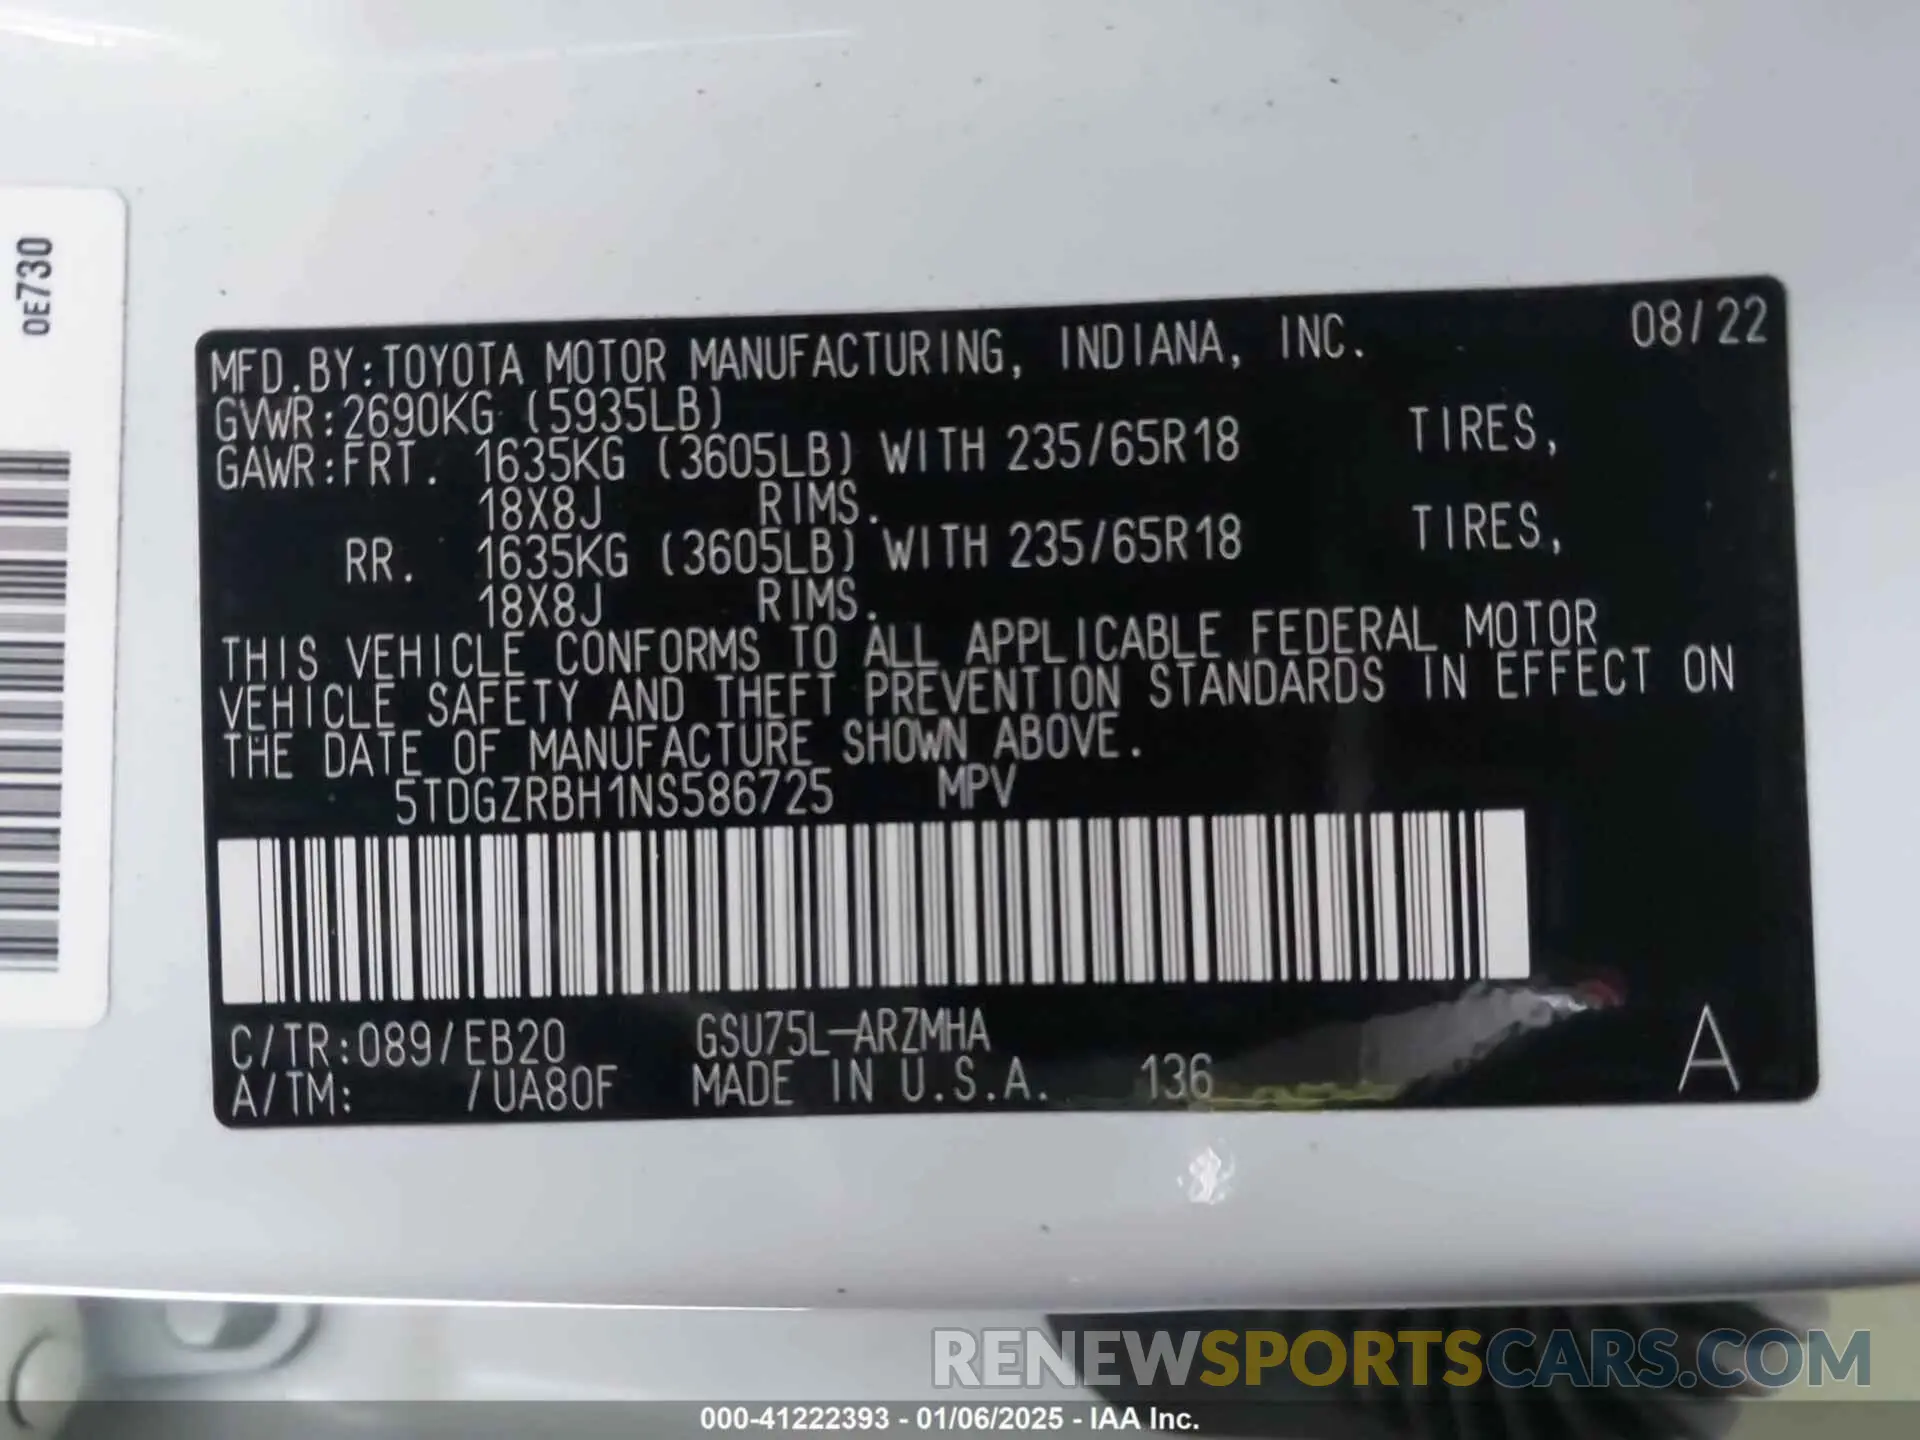 0E730
MFD.BY:TOYOTA MOTOR MANUFACTURING, INDIANA, INC. 08/22
GVWR:2690KG (5935LB)
GAWR:FRT. 1635KG (3605LB) WITH 235/65R18 TIRES,
18X8J RIMS.
RR. 1635KG (3605LB) WITH 235/65R18 TIRES,
18X8J RIMS.
THIS VEHICLE CONFORMS TO ALL APPLICABLE FEDERAL MOTOR
VEHICLE SAFETY AND THEFT PREVENTION STANDARDS IN EFFECT ON
THE DATE OF MANUFACTURE SHOWN ABOVE.
5TDGZRBH1NS586725 MPV
C/TR:089/EB20 GSU75L-ARZMHA
A/TM: /UA80F MADE IN U.S.A. 136 A
RENEWSPORTSCARS.COM
000-41222393 - 01/06/2025 - IAA Inc.